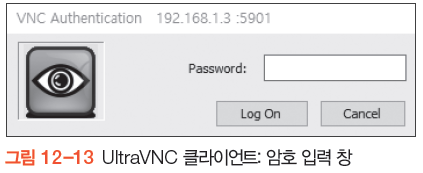 VNC Authentication 192.168.1.3 :5901
Password:
Log On Cancel
그림 12-13 UltraVNC 클라이언트: 암호 입력 창